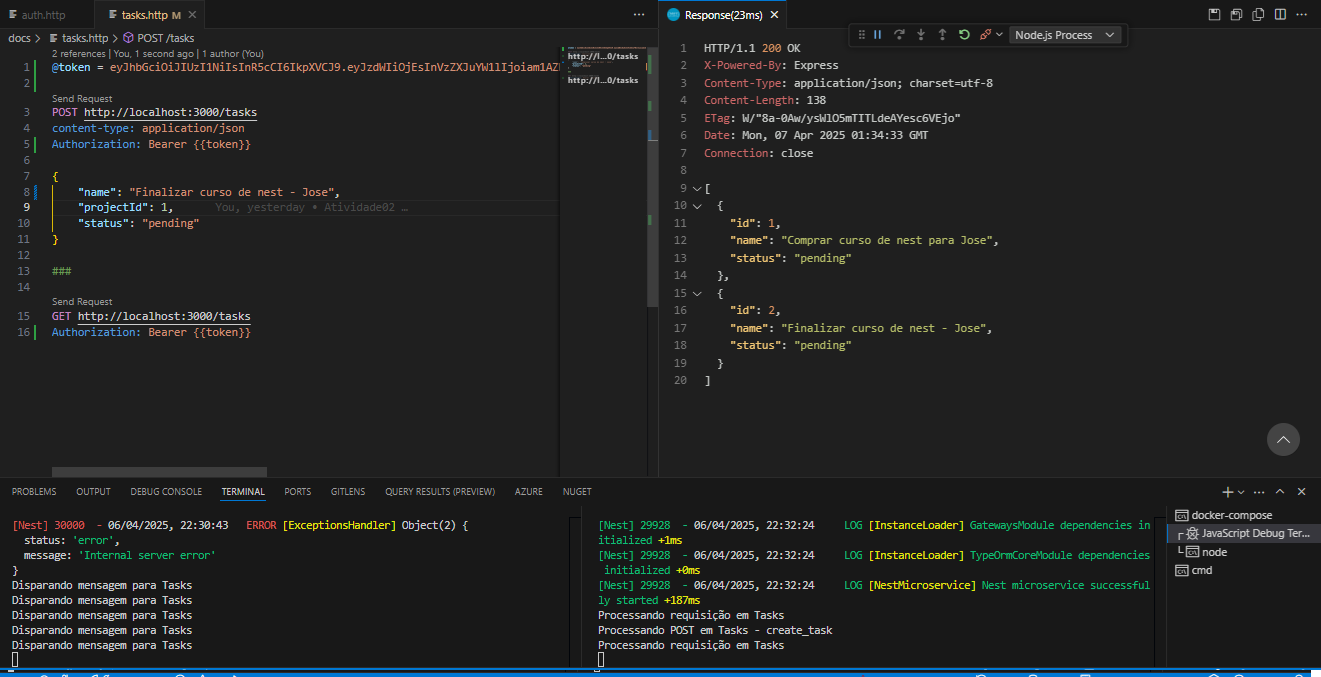 auth.http
tasks.http M
docs > tasks.http > POST /tasks
2 references | You, 1 second ago | 1 author (You)
1 @token = eyJhbGciOiJIUzI1NiIsInR5cCI6IkpXVCJ9.
2
Send Request
3 POST http://localhost:3000/tasks
4 content-type: application/json
5 Authorization: Bearer {{token}}
6
7 {
8 "name": "Finalizar curso de nest - Jose",
9 "projectId": 1, You, yesterday • Atividade02 …
10 "status": "pending"
11 }
12
13 ###
14
Send Request
15 GET http://localhost:3000/tasks
16 Authorization: Bearer {{token}}
http://l...0/tasks
http://l...0/tasks
Response(23ms)
Node.js Process
1 HTTP/1.1 200 OK
2 X-Powered-By: Express
3 Content-Type: application/json; charset=utf-8
4 Content-Length: 138
5 ETag: W/"8a-0Aw/ysWlO5mTITLdeAYesc6VEjo"
6 Date: Mon, 07 Apr 2025 01:34:33 GMT
7 Connection: close
8
9 [
10 {
11 "id": 1,
12 "name": "Comprar curso de nest para Jose",
13 "status": "pending"
14 },
15 {
16 "id": 2,
17 "name": "Finalizar curso de nest - Jose",
18 "status": "pending"
19 }
20 ]
PROBLEMS OUTPUT DEBUG CONSOLE TERMINAL PORTS GITLENS QUERY RESULTS (PREVIEW) AZURE NUGET
[Nest] 30000 - 06/04/2025, 22:30:43 ERROR [ExceptionsHandler] Object(2) {
status: 'error',
message: 'Internal server error'
}
Disparando mensagem para Tasks
Disparando mensagem para Tasks
Disparando mensagem para Tasks
Disparando mensagem para Tasks
Disparando mensagem para Tasks
[Nest] 29928 - 06/04/2025, 22:32:24 LOG [InstanceLoader] GatewaysModule dependencies in
itialized +1ms
[Nest] 29928 - 06/04/2025, 22:32:24 LOG [InstanceLoader] TypeOrmCoreModule dependencies
initialized +0ms
[Nest] 29928 - 06/04/2025, 22:32:24 LOG [NestMicroservice] Nest microservice successful
ly started +187ms
Processando requisição em Tasks
Processando POST em Tasks - create_task
Processando requisição em Tasks
docker-compose
JavaScript Debug Ter...
node
cmd